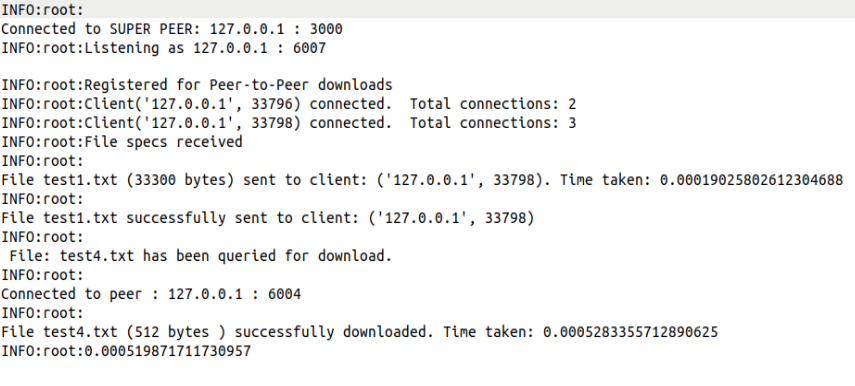 INFO:root:
Connected to SUPER PEER: 127.0.0.1 : 3000
INFO:root:Listening as 127.0.0.1 : 6007
INFO:root:Registered for Peer-to-Peer downloads
INFO:root:Client('127.0.0.1', 33796) connected.  Total connections: 2
INFO:root:Client('127.0.0.1', 33798) connected.  Total connections: 3
INFO:root:File specs received
INFO:root:
File test1.txt (33300 bytes) sent to client: ('127.0.0.1', 33798). Time taken: 0.00019025802612304688
INFO:root:
File test1.txt successfully sent to client: ('127.0.0.1', 33798)
INFO:root:
 File: test4.txt has been queried for download.
INFO:root:
Connected to peer : 127.0.0.1 : 6004
INFO:root:
File test4.txt (512 bytes ) successfully downloaded. Time taken: 0.0005283355712890625
INFO:root:0.000519871711730957